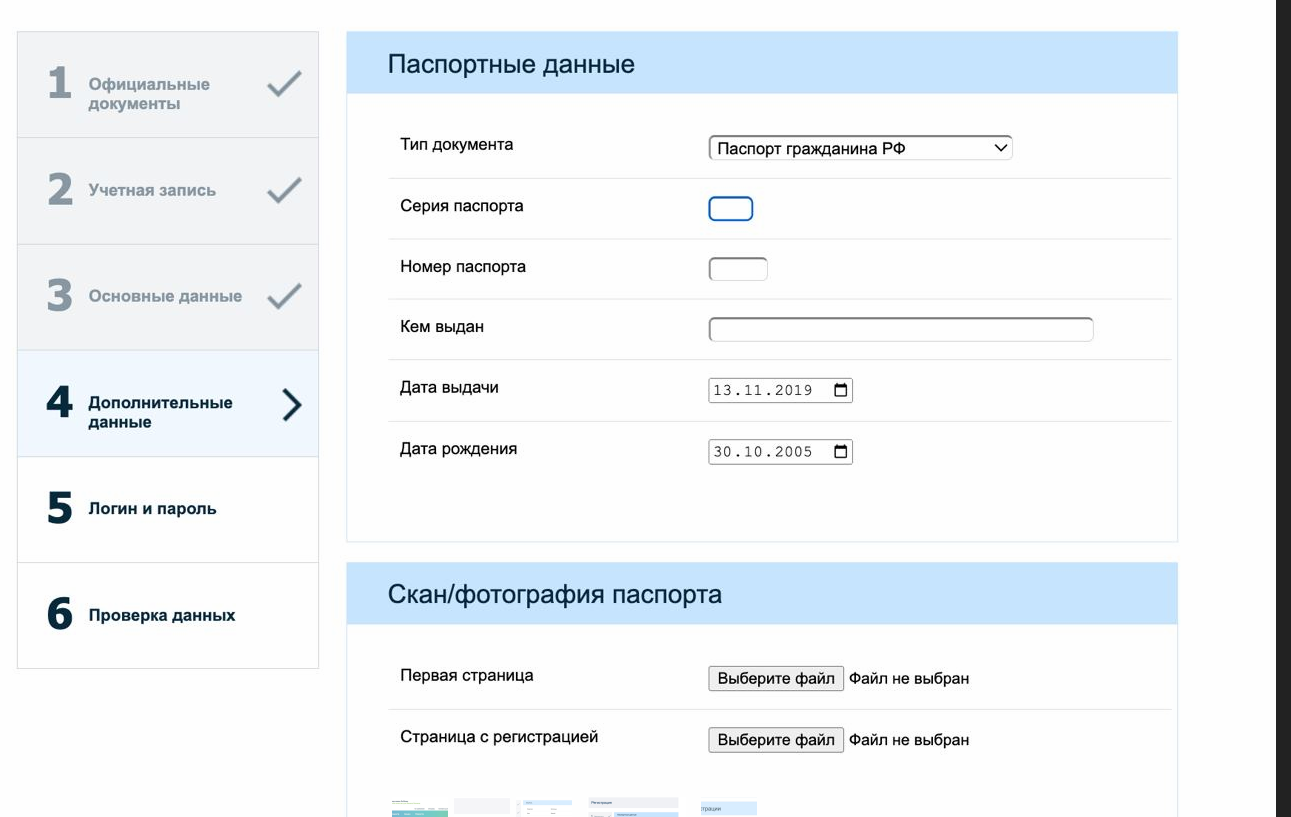 1
Официальные
документы
2
Учетная запись
3
Основные данные
4
Дополнительные
данные
5
Логин и пароль
6
Проверка данных
Паспортные данные
Тип документа
Паспорт гражданина РФ
Серия паспорта
Номер паспорта
Кем выдан
Дата выдачи
13.11.2019
Дата рождения
30.10.2005
Скан/фотография паспорта
Первая страница
Выберите файл Файл не выбран
Страница с регистрацией
Выберите файл Файл не выбран